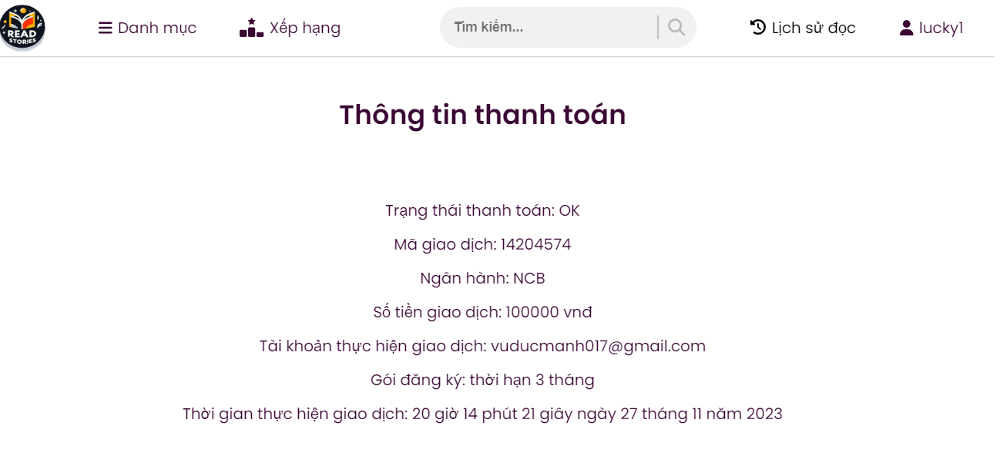 READ
STORIES
Danh mục
Xếp hạng
Tìm kiếm...
Lịch sử đọc
lucky1
Thông tin thanh toán
Trạng thái thanh toán: OK
Mã giao dịch: 14204574
Ngân hành: NCB
Số tiền giao dịch: 100000 vnđ
Tài khoản thực hiện giao dịch: vuducmanh017@gmail.com
Gói đăng ký: thời hạn 3 tháng
Thời gian thực hiện giao dịch: 20 giờ 14 phút 21 giây ngày 27 tháng 11 năm 2023